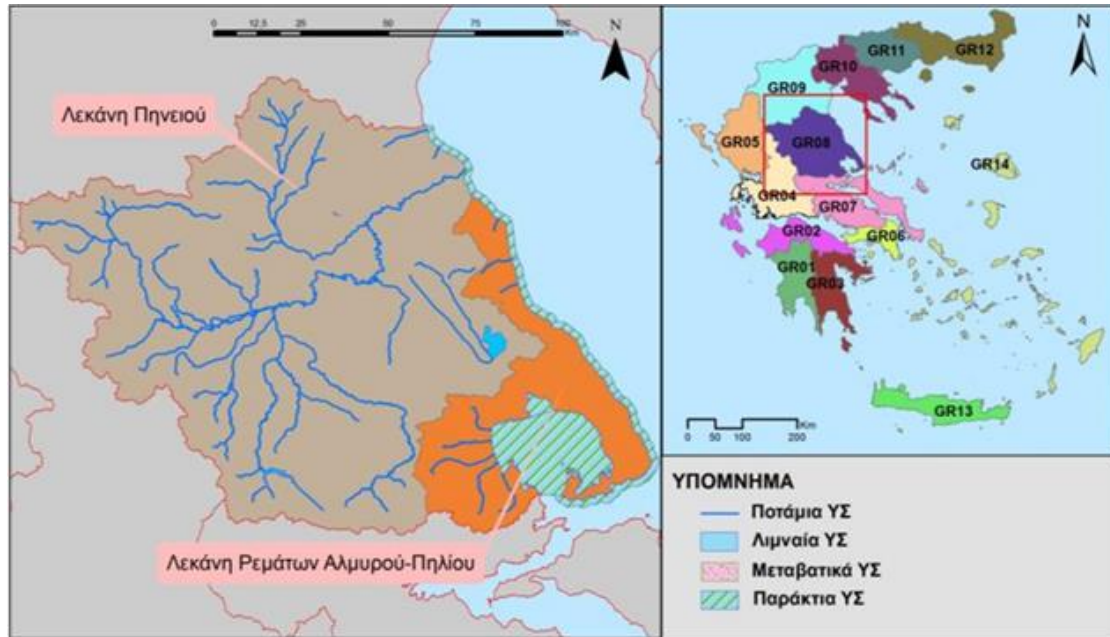 0 12,5 25 50 75 100
Km
N
Λεκάνη Πηνειού
Λεκάνη Ρεμάτων Αλμυρού-Πηλίου
N
GR11
GR12
GR10
GR09
GR05
GR08
GR14
GR04
GR07
GR02
GR06
GR01
GR03
GR13
Km
0 50 100 200
ΥΠΟΜΝΗΜΑ
Ποτάμια ΥΣ
Λιμναία ΥΣ
Μεταβατικά ΥΣ
Παράκτια ΥΣ